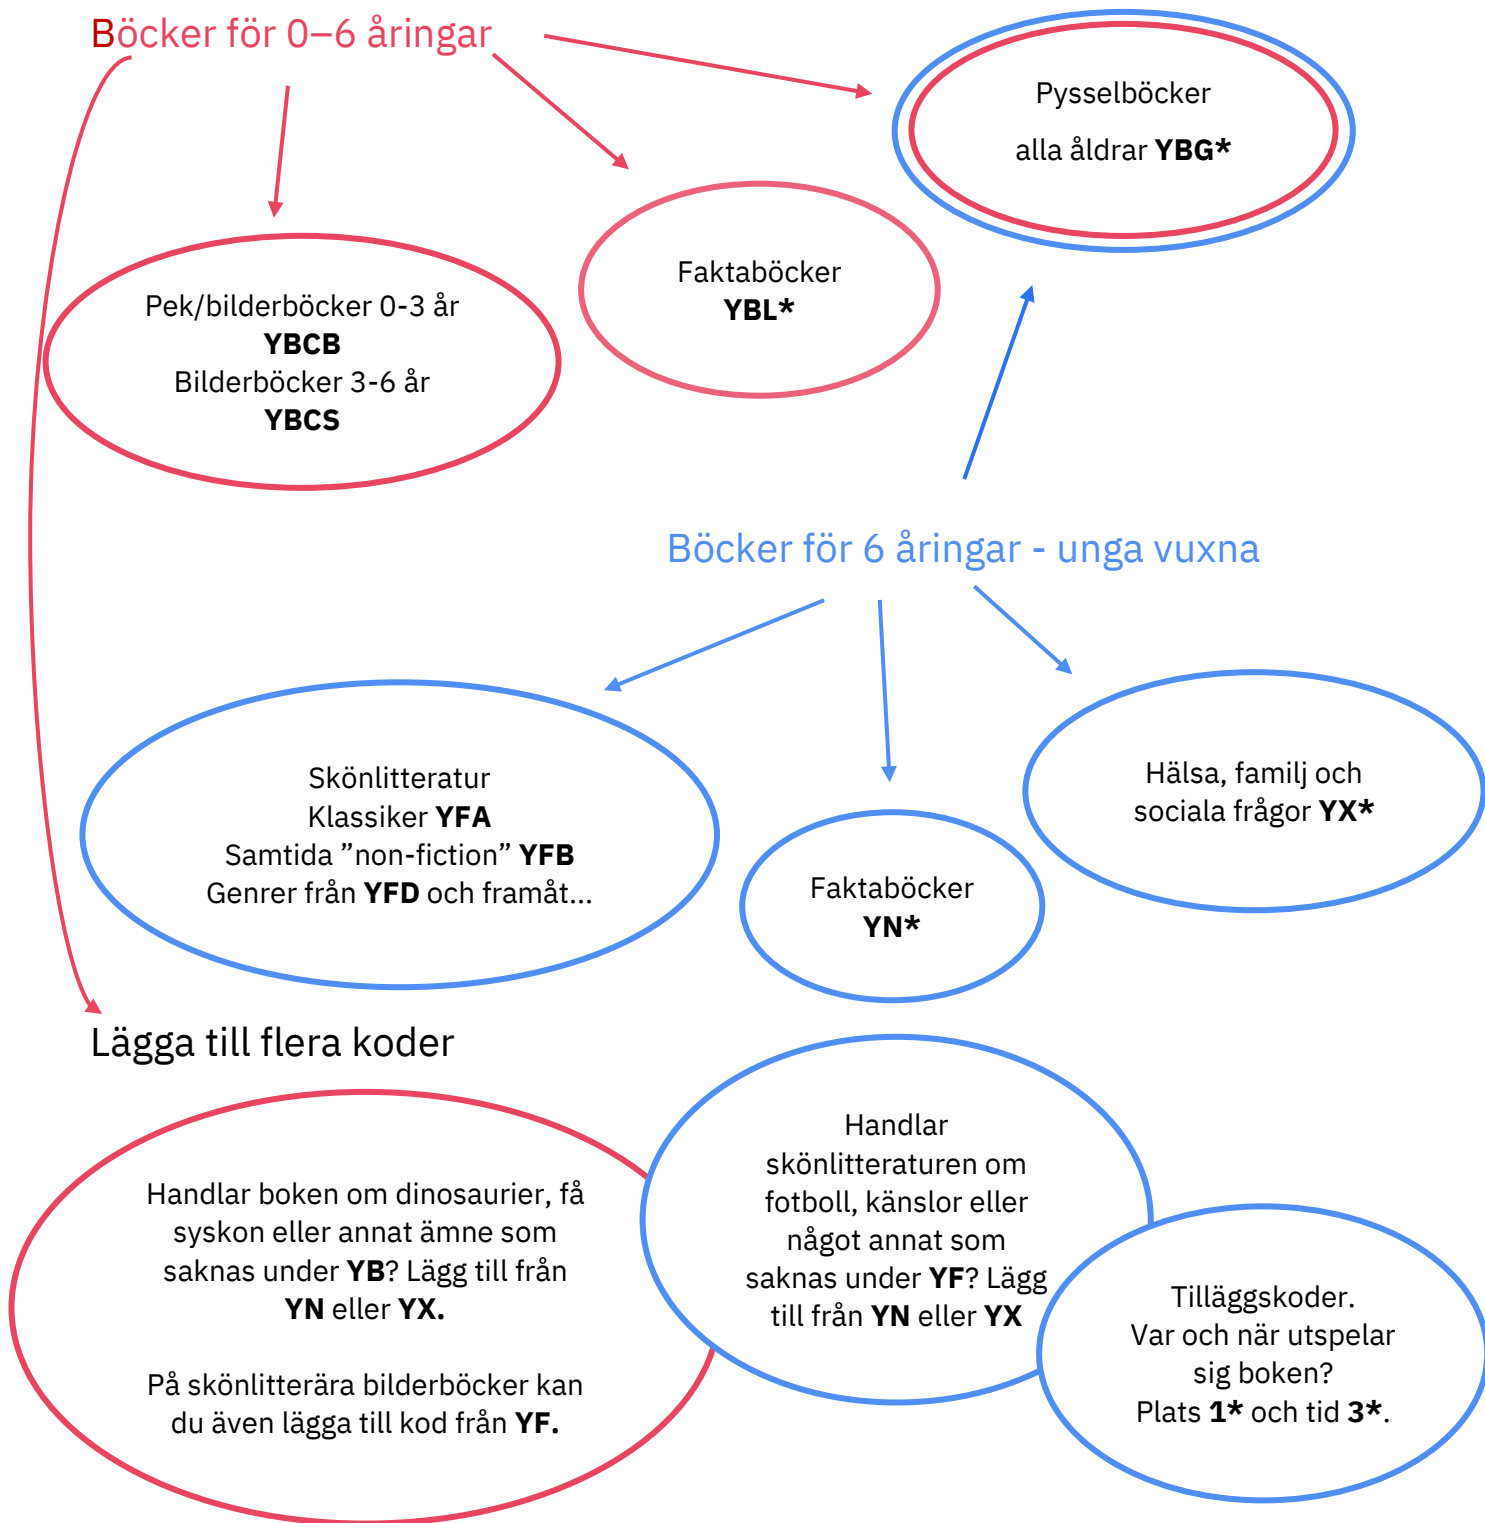 Böcker för 0–6 åringar
Pysselböcker
alla åldrar YBG*
Faktaböcker
YBL*
Pek/bilderböcker 0-3 år
YBCB
Bilderböcker 3-6 år
YBCS
Böcker för 6 åringar - unga vuxna
Skönlitteratur
Klassiker YFA
Samtida ”non-fiction” YFB
Genrer från YFD och framåt...
Faktaböcker
YN*
Hälsa, familj och
sociala frågor YX*
Lägga till flera koder
Handlar boken om dinosaurier, få
syskon eller annat ämne som
saknas under YB? Lägg till från
YN eller YX.
På skönlitterära bilderböcker kan
du även lägga till kod från YF.
Handlar
skönlitteraturen om
fotboll, känslor eller
något annat som
saknas under YF? Lägg
till från YN eller YX
Tilläggskoder.
Var och när utspelar
sig boken?
Plats 1* och tid 3*.